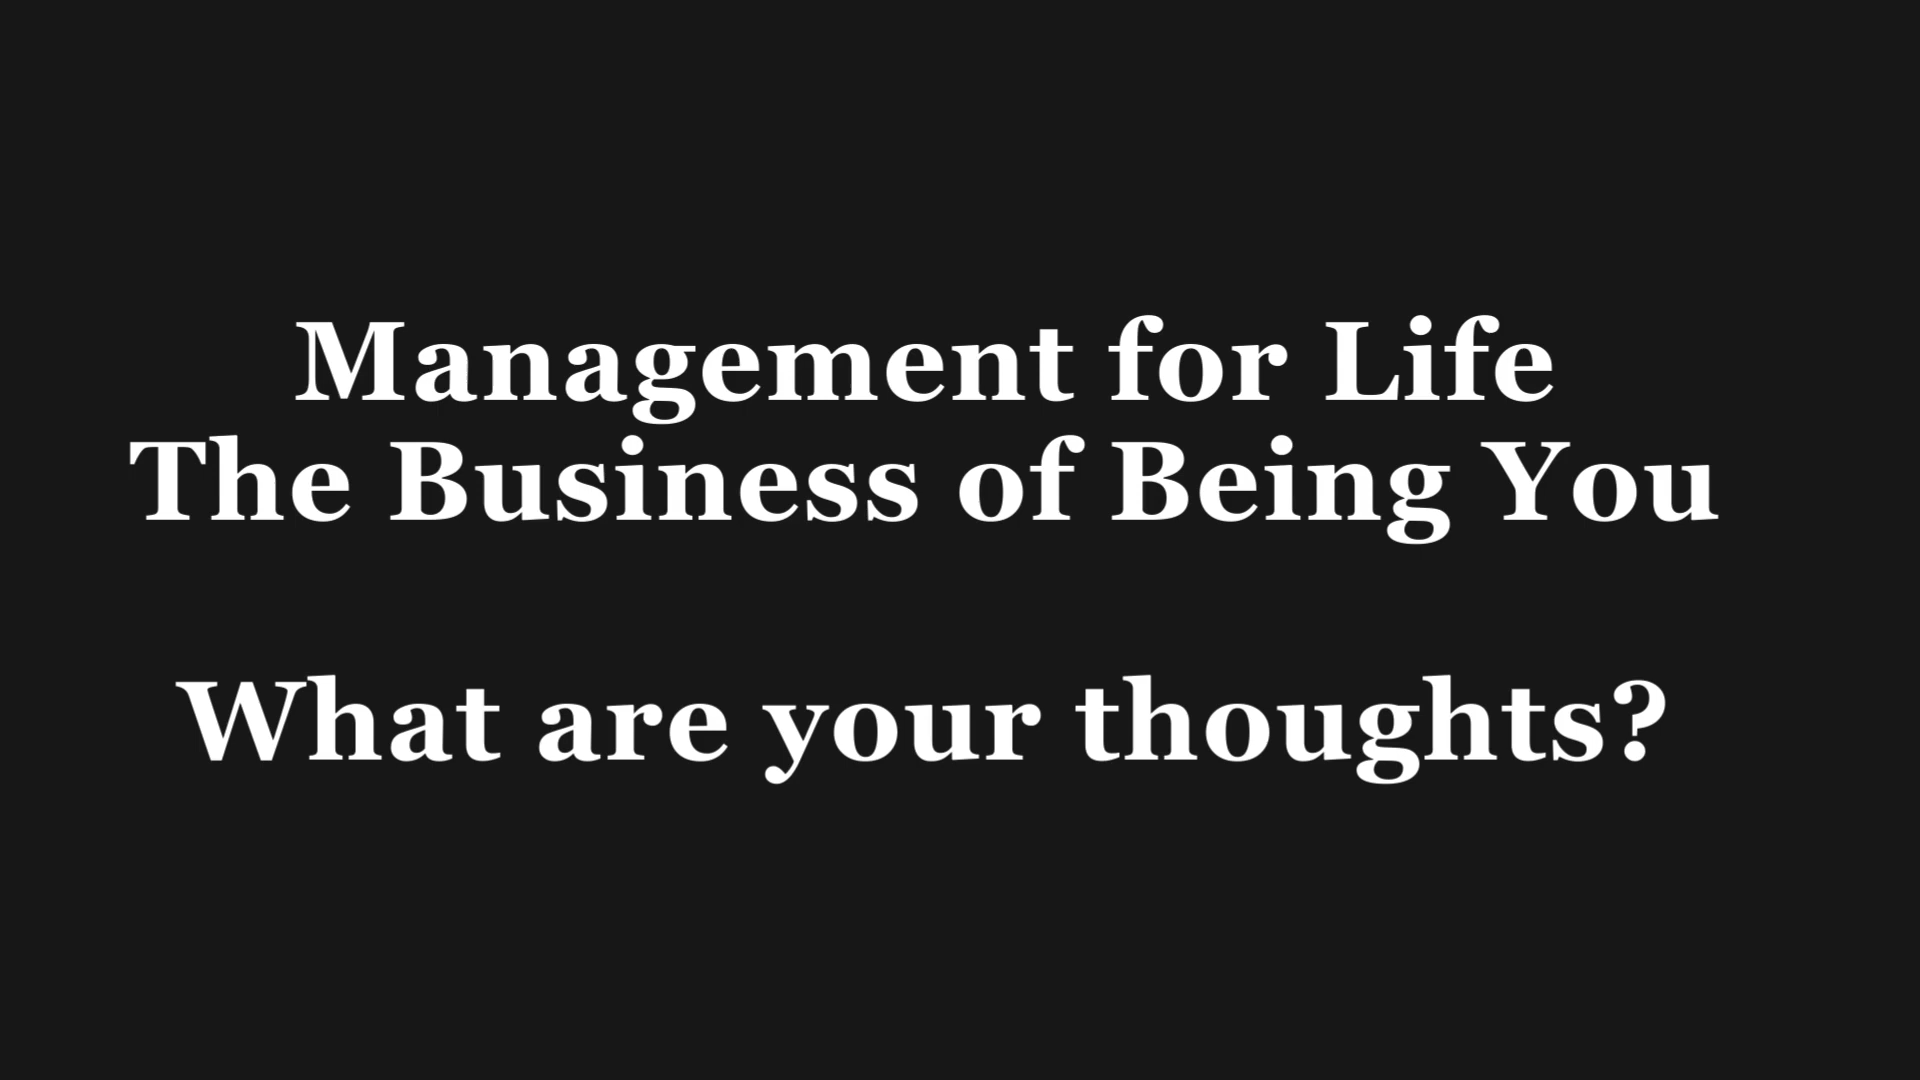 Management for Life
The Business of Being You
What are your thoughts?